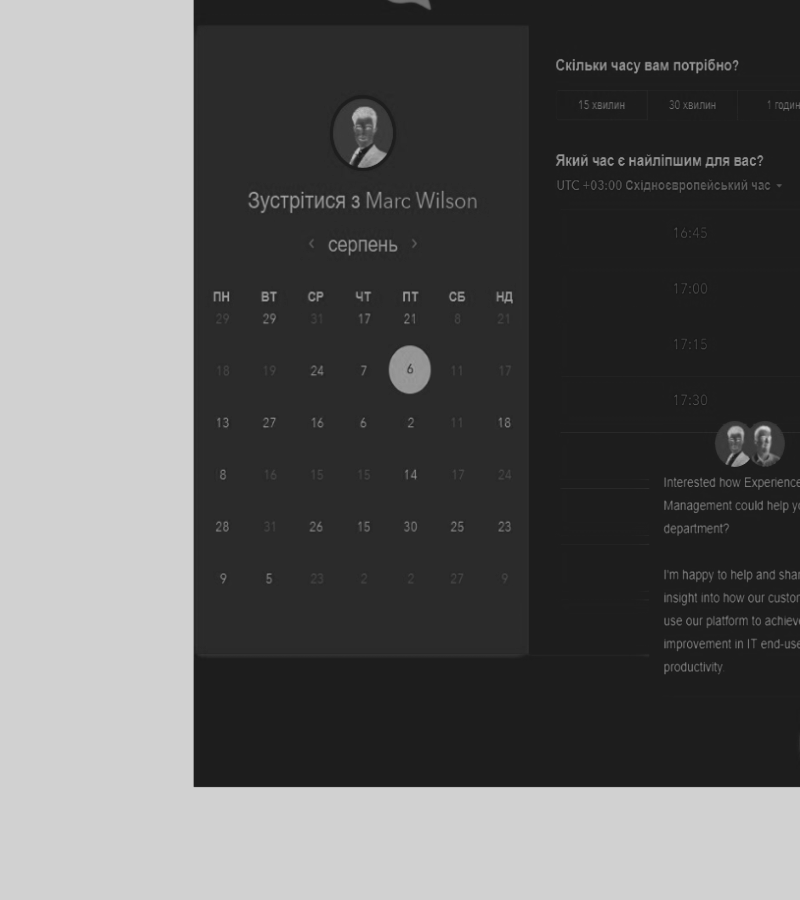 Зустрітися з Marc Wilson
‹ серпень ›
ПН ВТ СР ЧТ ПТ СБ НД
29 29 31 17 21 8 21
18 19 24 7 6 11 17
13 27 16 6 2 11 18
8 16 15 15 14 17 24
28 31 26 15 30 25 23
9 5 23 2 2 27 9
Скільки часу вам потрібно?
15 хвилин 30 хвилин 1 годин
Який час є найліпшим для вас?
UTC +03:00 Східноєвропейський час
16:45
17:00
17:15
17:30
Interested how Experience
Management could help yo
department?
I'm happy to help and shar
insight into how our custom
use our platform to achieve
improvement in IT end-use
productivity